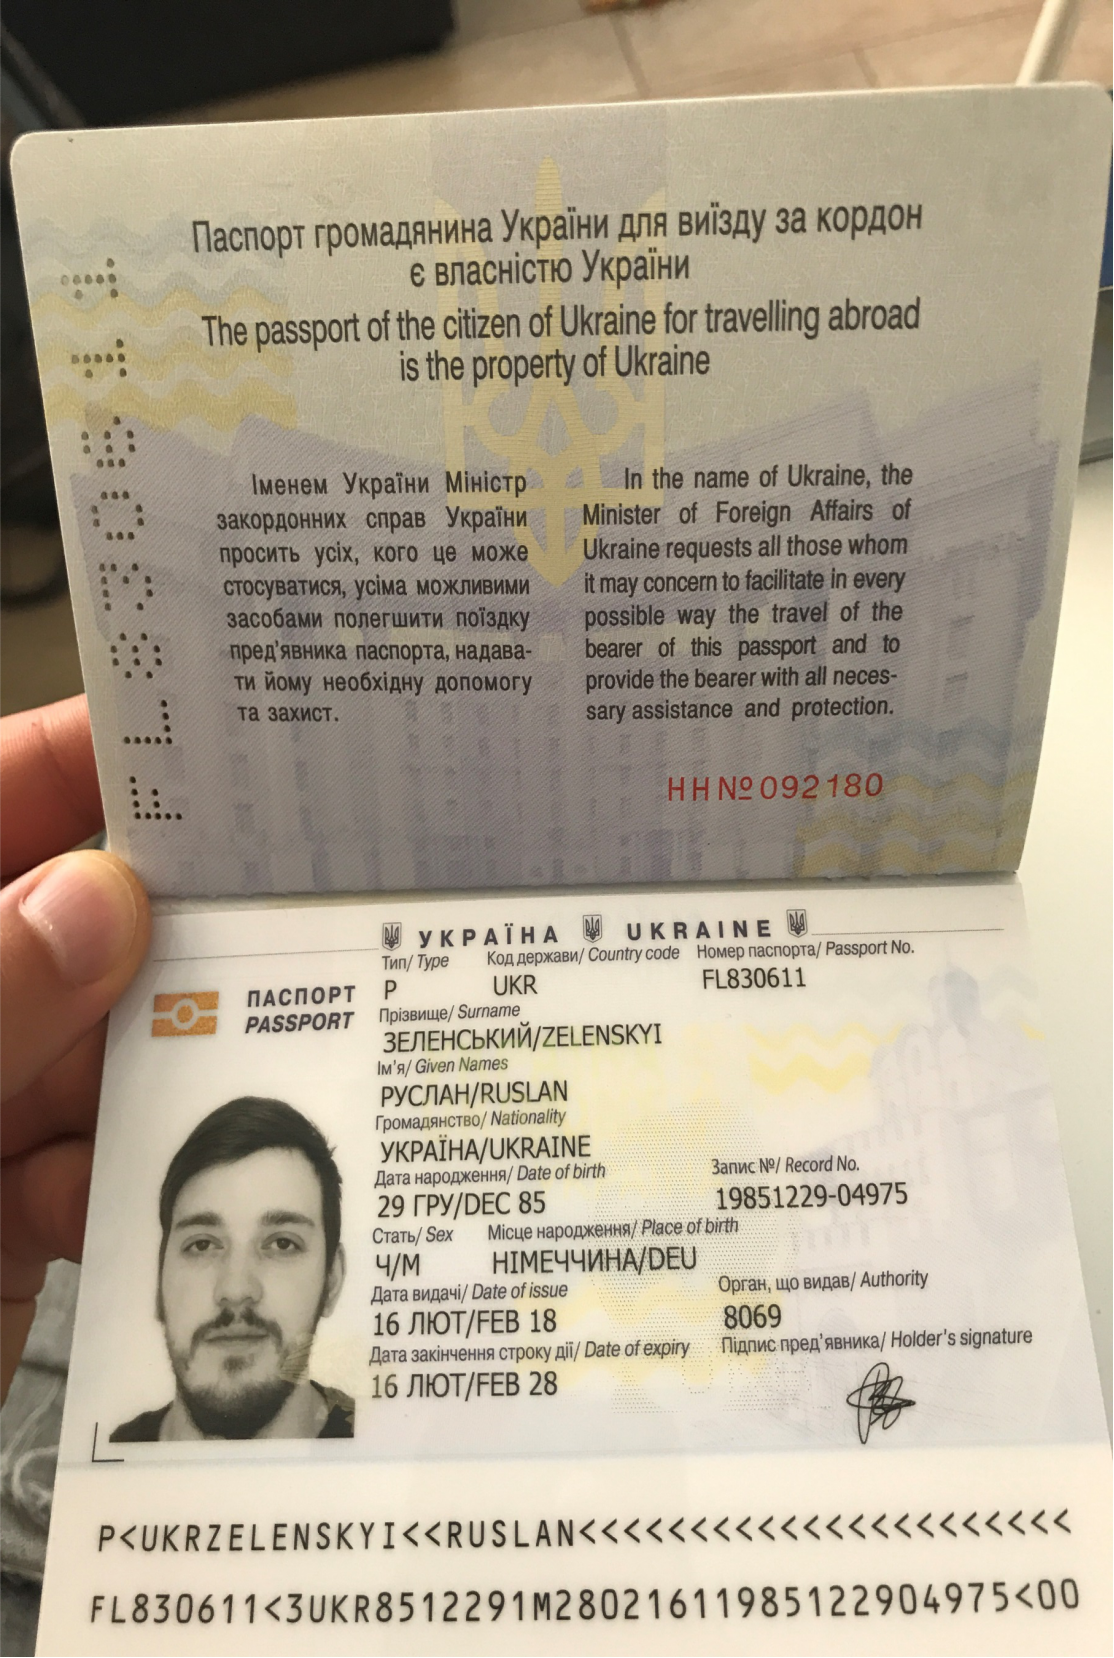 Паспорт громадянина України для виїзду за кордон
є власністю України
The passport of the citizen of Ukraine for travelling abroad
is the property of Ukraine
Іменем України Міністр
закордонних справ України
просить усіх, кого це може
стосуватися, усіма можливими
засобами полегшити поїздку
пред'явника паспорта, надава-
ти йому необхідну допомогу
та захист.
In the name of Ukraine, the
Minister of Foreign Affairs of
Ukraine requests all those whom
it may concern to facilitate in every
possible way the travel of the
bearer of this passport and to
provide the bearer with all neces-
sary assistance and protection.
НН№092180
УКРАЇНА UKRAINE
Тип/ Type Код держави/ Country code Номер паспорта/ Passport No.
ПАСПОРТ P UKR FL830611
PASSPORT
Прізвище/ Surname
ЗЕЛЕНСЬКИЙ/ZELENSKYI
Ім'я/ Given Names
РУСЛАН/RUSLAN
Громадянство/ Nationality
УКРАЇНА/UKRAINE
Дата народження/ Date of birth Запис №/ Record No.
29 ГРУ/DEC 85 19851229-04975
Стать/ Sex Місце народження/ Place of birth
Ч/M НІМЕЧЧИНА/DEU
Дата видачі/ Date of issue Орган, що видав/ Authority
16 ЛЮТ/FEB 18 8069
Дата закінчення строку дії/ Date of expiry Підпис пред'явника/ Holder's signature
16 ЛЮТ/FEB 28
P<UKRZELENSKYI<<RUSLAN<<<<<<<<<<<<<<<<<<<<<<
FL830611<3UKR8512291M28021611985122904975<00